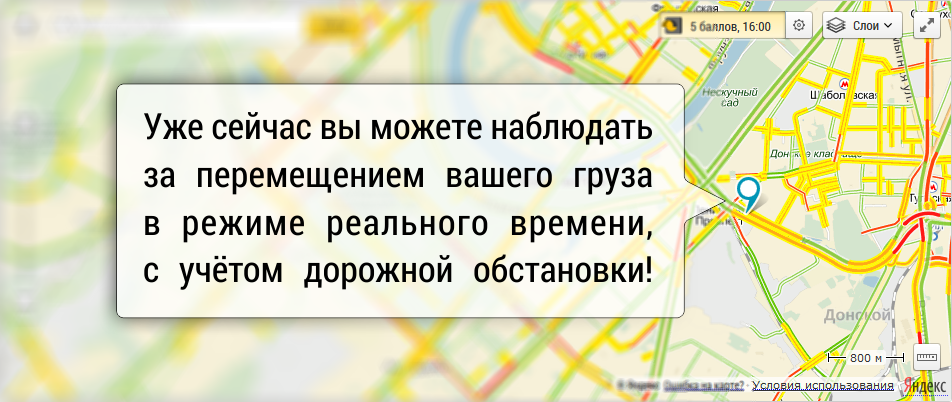 5 баллов, 16:00
Слои
Нескучный
сад
Шаболовская
Уже сейчас вы можете наблюдать
за перемещением вашего груза
в режиме реального времени,
с учётом дорожной обстановки!
Донское кладбище
Донской
800 м
© Яндекс Ошибка на карте? · Условия использования
Яндекс